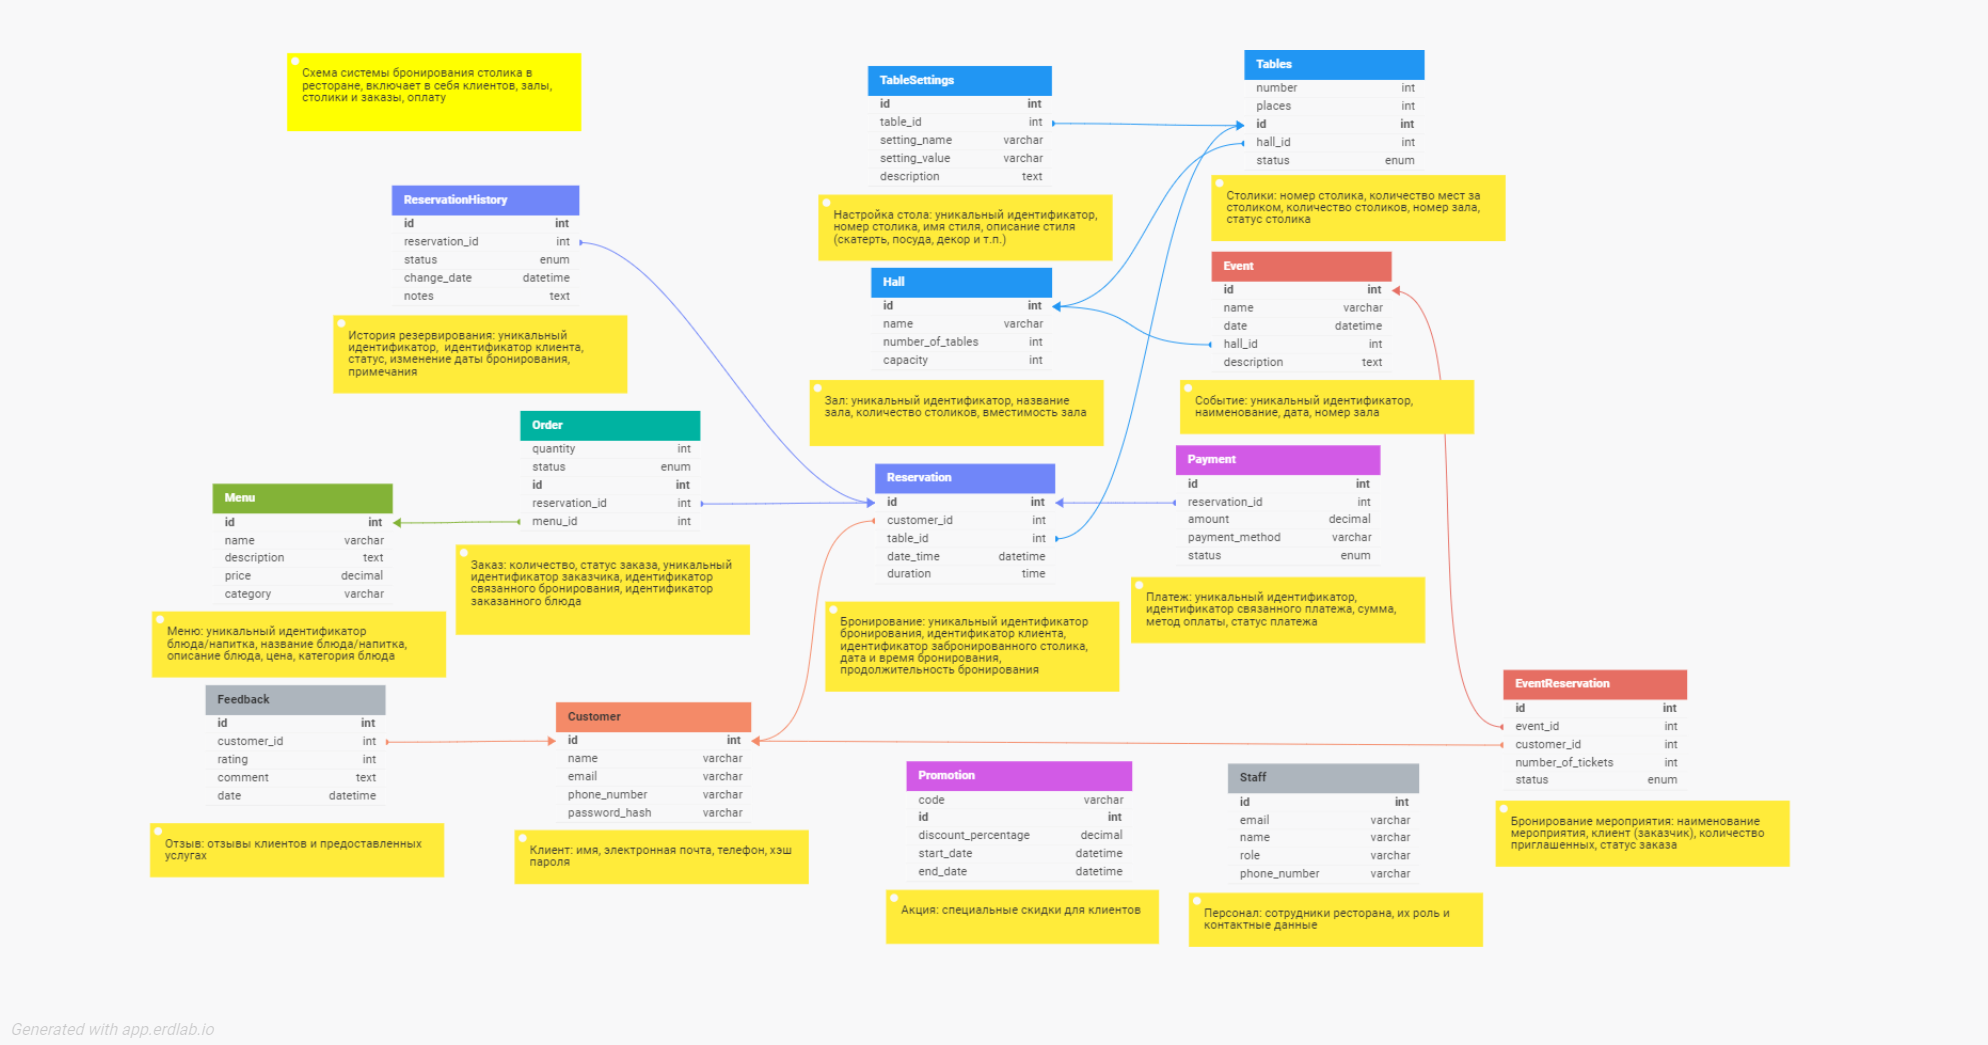 Схема системы бронирования столика в
ресторане, включает в себя клиентов, залы,
столики и заказы, оплату
TableSettings
id int
table_id int
setting_name varchar
setting_value varchar
description text
Настройка стола: уникальный идентификатор,
номер столика, имя стиля, описание стиля
(скатерть, посуда, декор и т.п.)
Tables
number int
places int
id int
hall_id int
status enum
Столики: номер столика, количество мест за
столиком, количество столиков, номер зала,
статус столика
ReservationHistory
id int
reservation_id int
status enum
change_date datetime
notes text
История резервирования: уникальный
идентификатор, идентификатор клиента,
статус, изменение даты бронирования,
примечания
Hall
id int
name varchar
number_of_tables int
capacity int
Зал: уникальный идентификатор, название
зала, количество столиков, вместимость зала
Event
id int
name varchar
date datetime
hall_id int
description text
Событие: уникальный идентификатор,
наименование, дата, номер зала
Order
quantity int
status enum
id int
reservation_id int
menu_id int
Заказ: количество, статус заказа, уникальный
идентификатор заказчика, идентификатор
связанного бронирования, идентификатор
заказанного блюда
Menu
id int
name varchar
description text
price decimal
category varchar
Меню: уникальный идентификатор
блюда/напитка, название блюда/напитка,
описание блюда, цена, категория блюда
Reservation
id int
customer_id int
table_id int
date_time datetime
duration time
Бронирование: уникальный идентификатор
бронирования, идентификатор клиента,
идентификатор забронированного столика,
дата и время бронирования,
продолжительность бронирования
Payment
id int
reservation_id int
amount decimal
payment_method varchar
status enum
Платеж: уникальный идентификатор,
идентификатор связанного платежа, сумма,
метод оплаты, статус платежа
Feedback
id int
customer_id int
rating int
comment text
date datetime
Отзыв: отзывы клиентов и предоставленных
услугах
Customer
id int
name varchar
email varchar
phone_number varchar
password_hash varchar
Клиент: имя, электронная почта, телефон, хэш
пароля
Promotion
code varchar
id int
discount_percentage decimal
start_date datetime
end_date datetime
Акция: специальные скидки для клиентов
Staff
id int
email varchar
name varchar
role varchar
phone_number varchar
Персонал: сотрудники ресторана, их роль и
контактные данные
EventReservation
id int
event_id int
customer_id int
number_of_tickets int
status enum
Бронирование мероприятия: наименование
мероприятия, клиент (заказчик), количество
приглашенных, статус заказа
Generated with app.erdlab.io